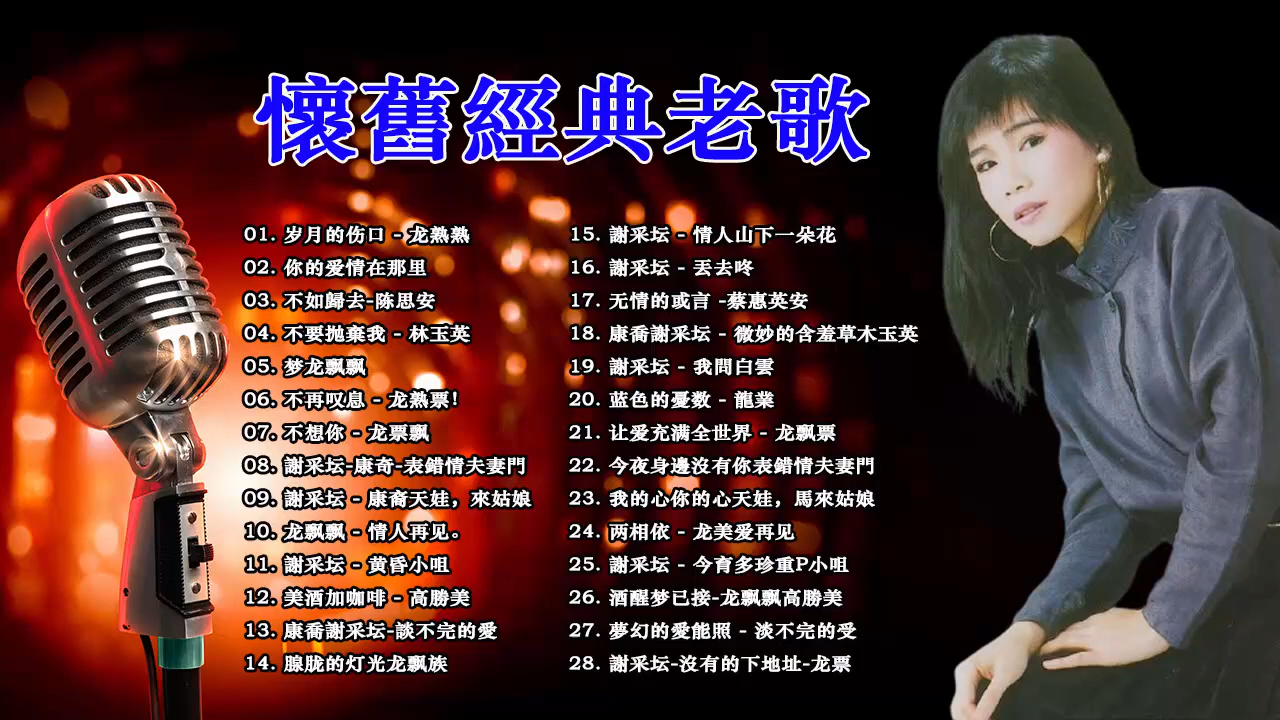 懷舊經典老歌
01. 岁月的伤口 - 龙熟熟
02. 你的爱情在那里
03. 不如歸去-陈思安
04. 不要抛棄我 - 林玉英
05. 梦龙飘飘
06. 不再叹息 - 龙熟票!
07. 不想你 - 龙票飘
08. 謝采坛-康奇-表錯情夫妻門
09. 謝采坛 - 康裔天娃，來姑娘
10. 龙飘飘 - 情人再见。
11. 謝采坛 - 黄昏小咀
12. 美酒加咖啡 - 高勝美
13. 康喬謝采坛-談不完的愛
14. 腺胧的灯光龙飘族
15. 謝采坛 - 情人山下一朵花
16. 謝采坛 - 丟去咚
17. 无情的或言 -蔡惠英安
18. 康喬謝采坛 - 微妙的含羞草木玉英
19. 謝采坛 - 我問白雲
20. 蓝色的憂数 - 龍業
21. 让爱充满全世界 - 龙飘票
22. 今夜身邊沒有你表錯情夫妻門
23. 我的心你的心天娃，馬來姑娘
24. 两相依 - 龙美爱再见
25. 謝采坛 - 今育多珍重P小咀
26. 酒醒梦已接-龙飘飘高勝美
27. 夢幻的愛能照 - 淡不完的受
28. 謝采坛-沒有的下地址-龙票